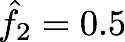 $\hat{f}_2 = 0.5$